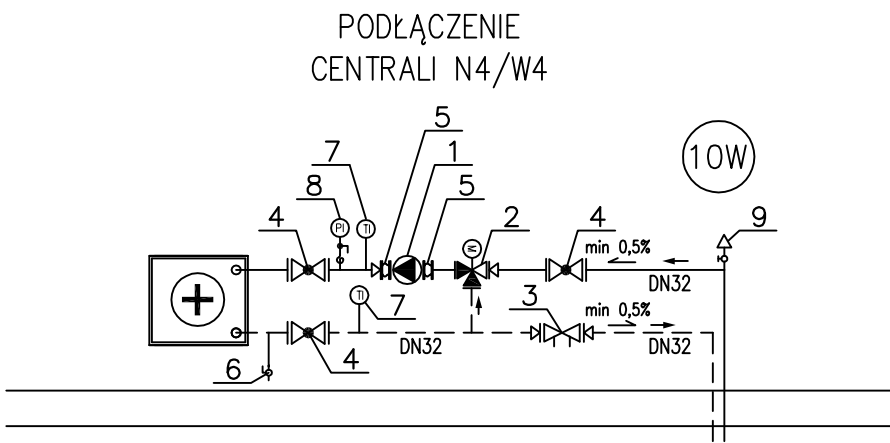 PODŁĄCZENIE
CENTRALI N4/W4
5
7
1
10W
8
5
4
2
4
9
PI
TI
M
min 0,5%
DN32
TI
7
3
min 0,5%
DN32
DN32
6
4